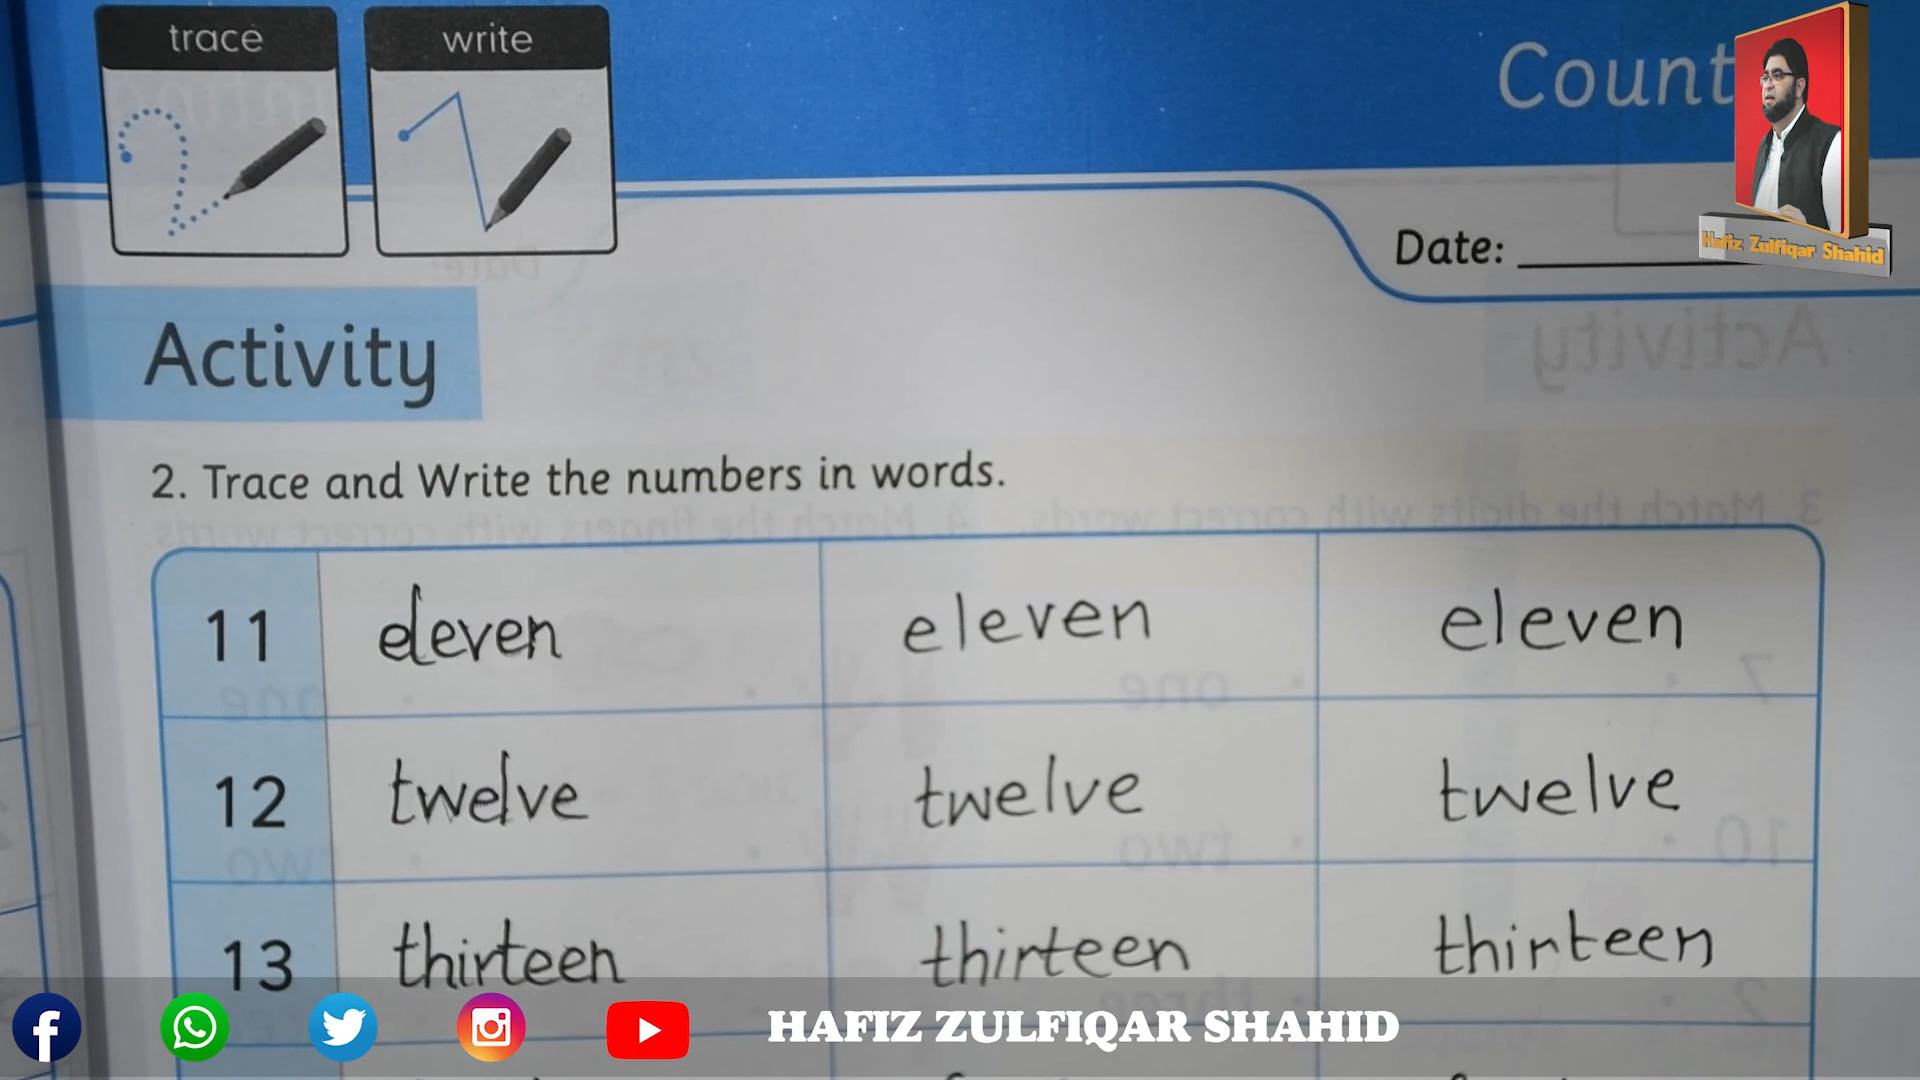 trace
write
Count
Hafiz Zulfiqar Shahid
Date:
Activity
2. Trace and Write the numbers in words.
11 eleven eleven eleven
12 twelve twelve twelve
13 thirteen thirteen thirteen
HAFIZ ZULFIQAR SHAHID